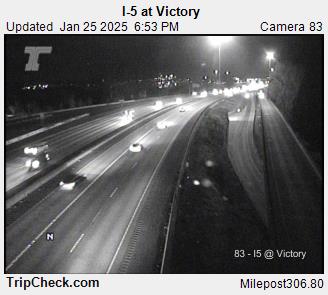 I-5 at Victory
Updated Jan 25 2025 6:53 PM Camera 83
T
N
83 - I5 @ Victory
TripCheck.com Milepost306.80